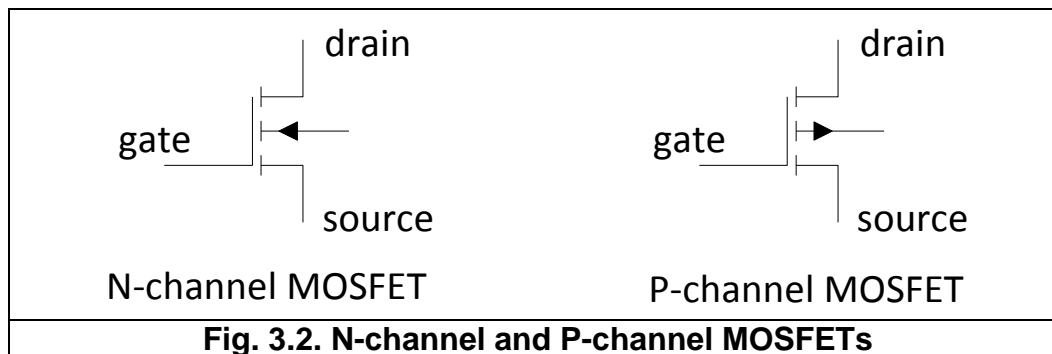 drain
drain
gate
gate
source
source
N-channel MOSFET
P-channel MOSFET
Fig. 3.2. N-channel and P-channel MOSFETs